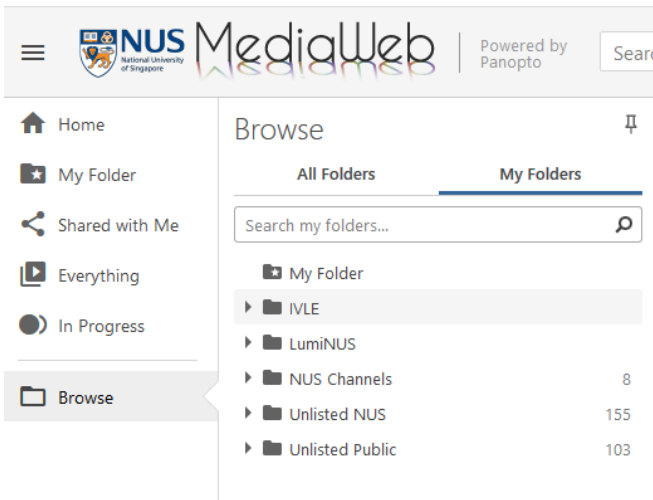 NUS
National University
of Singapore
MediaWeb
Powered by
Panopto
Sear
Home
My Folder
Shared with Me
Everything
In Progress
Browse
Browse
All Folders
My Folders
Search my folders...
My Folder
IVLE
LumiNUS
NUS Channels 8
Unlisted NUS 155
Unlisted Public 103